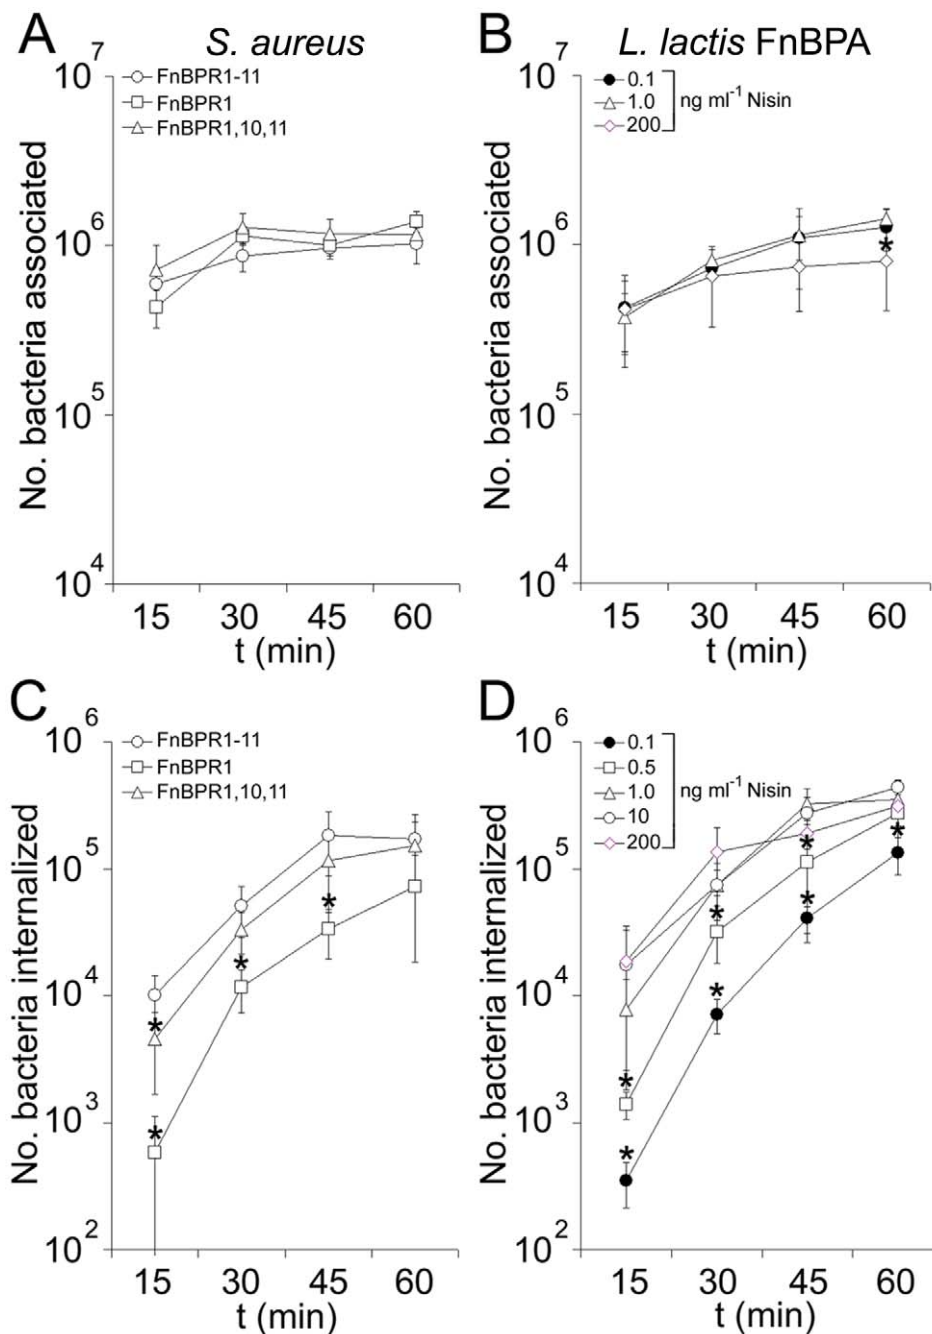 A
S. aureus
No. bacteria associated
10^7
10^6
10^5
10^4
FnBPR1-11
FnBPR1
FnBPR1,10,11
15 30 45 60
t (min)
B
L. lactis FnBPA
No. bacteria associated
10^7
10^6
10^5
10^4
0.1
1.0
200
ng ml^-1 Nisin
*
15 30 45 60
t (min)
C
No. bacteria internalized
10^6
10^5
10^4
10^3
10^2
FnBPR1-11
FnBPR1
FnBPR1,10,11
*
*
*
*
15 30 45 60
t (min)
D
No. bacteria internalized
10^6
10^5
10^4
10^3
10^2
0.1
0.5
1.0
10
200
ng ml^-1 Nisin
*
*
*
*
*
*
*
15 30 45 60
t (min)